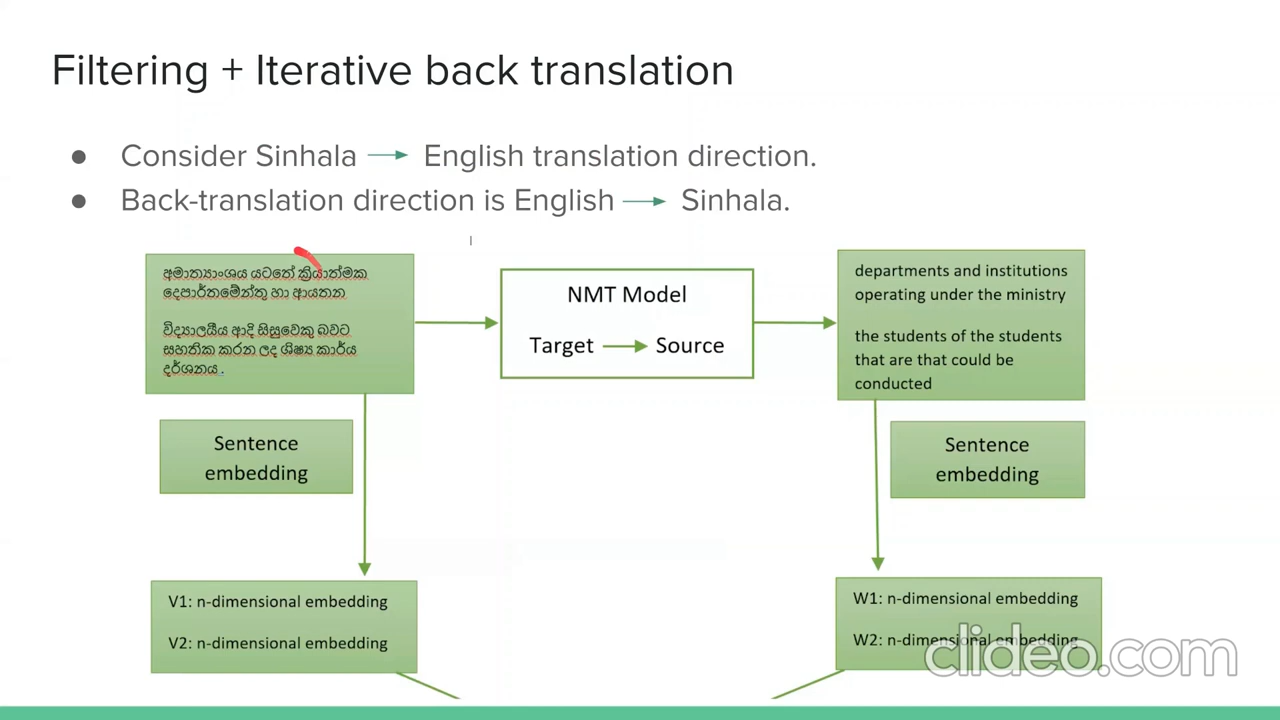 Filtering + Iterative back translation
● Consider Sinhala → English translation direction.
● Back-translation direction is English → Sinhala.
අමාත්‍යාංශය යටතේ ක්‍රියාත්මක
දෙපාර්තමේන්තු හා ආයතන
විද්‍යාලයීය ආදි සිසුවෙකු බවට
සහතික කරන ලද ශිෂ්‍ය කාර්ය
දර්ශනය .
NMT Model
Target → Source
departments and institutions
operating under the ministry
the students of the students
that are that could be
conducted
Sentence
embedding
Sentence
embedding
V1: n-dimensional embedding
V2: n-dimensional embedding
W1: n-dimensional embedding
W2: n-dimensional embedding
clideo.com